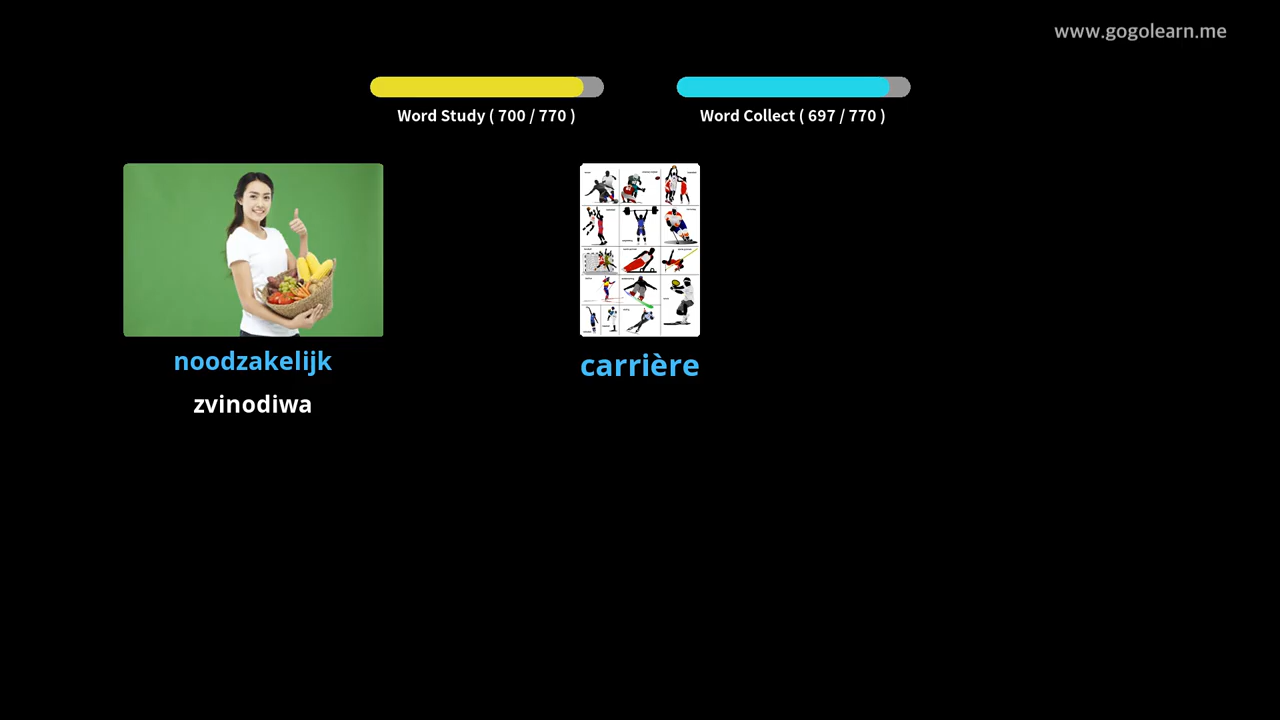 www.gogolearn.me
Word Study ( 700 / 770 )
Word Collect ( 697 / 770 )
noodzakelijk
zvinodiwa
carrière